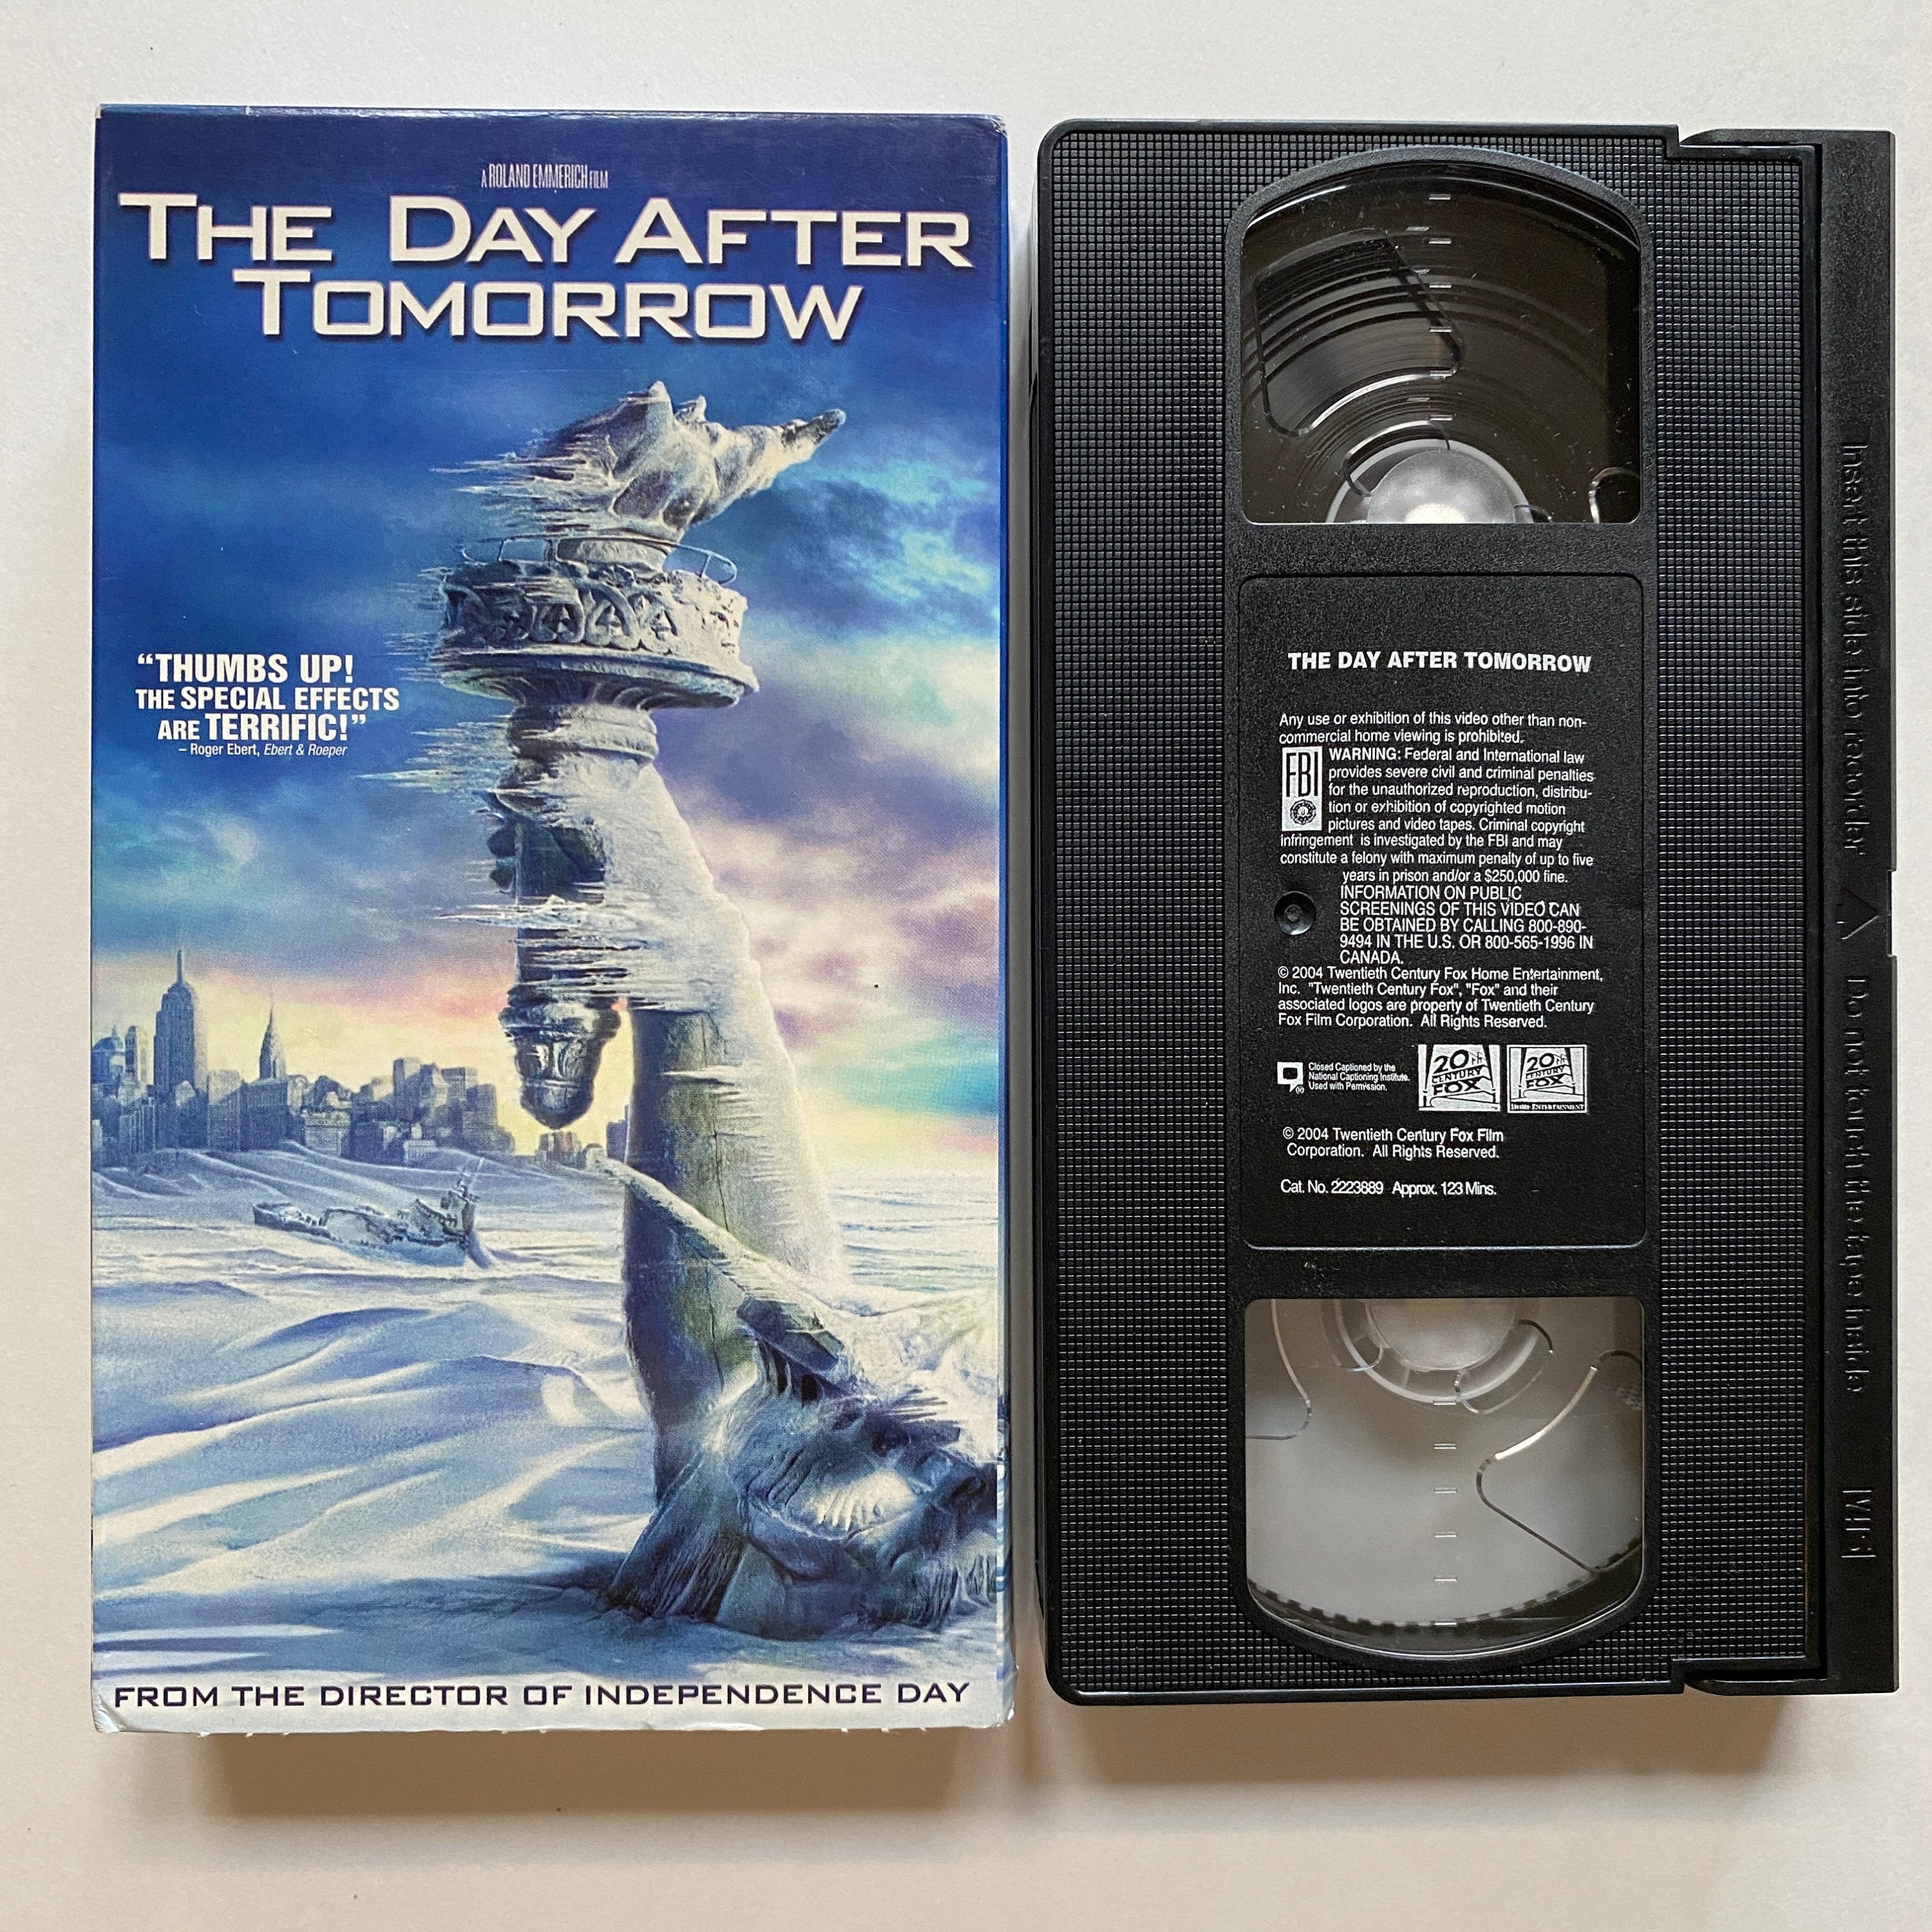 A ROLAND EMMERICH FILM
THE DAY AFTER
TOMORROW
“THUMBS UP!
THE SPECIAL EFFECTS
ARE TERRIFIC!”
– Roger Ebert, Ebert & Roeper
FROM THE DIRECTOR OF INDEPENDENCE DAY
THE DAY AFTER TOMORROW
Any use or exhibition of this video other than non-
commercial home viewing is prohibited.
FBI
WARNING: Federal and International law
provides severe civil and criminal penalties
for the unauthorized reproduction, distribu-
tion or exhibition of copyrighted motion
pictures and video tapes. Criminal copyright
infringement is investigated by the FBI and may
constitute a felony with maximum penalty of up to five
years in prison and/or a $250,000 fine.
INFORMATION ON PUBLIC
SCREENINGS OF THIS VIDEO CAN
BE OBTAINED BY CALLING 800-890-
9494 IN THE U.S. OR 800-565-1996 IN
CANADA.
© 2004 Twentieth Century Fox Home Entertainment,
Inc. "Twentieth Century Fox", "Fox" and their
associated logos are property of Twentieth Century
Fox Film Corporation. All Rights Reserved.
Closed Captioned by the
National Captioning Institute.
Used with Permission.
20TH
CENTURY
FOX
20TH
CENTURY
FOX
HOME ENTERTAINMENT
© 2004 Twentieth Century Fox Film
Corporation. All Rights Reserved.
Cat. No. 2223889 Approx. 123 Mins.
Insert this side into recorder
Do not touch the tape inside